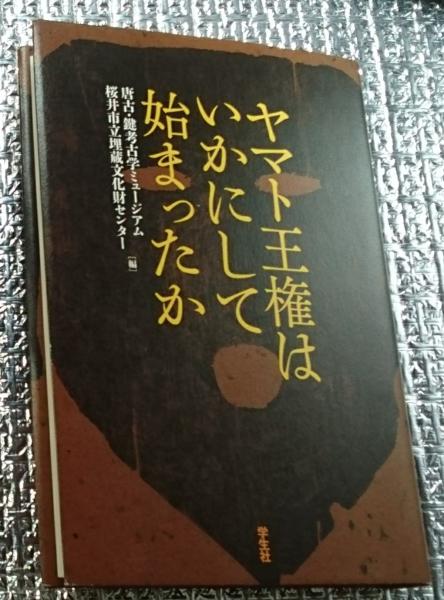 ヤマト王権は
いかにして
始まったか
唐古・鍵考古学ミュージアム
桜井市立埋蔵文化財センター
[編]
学生社